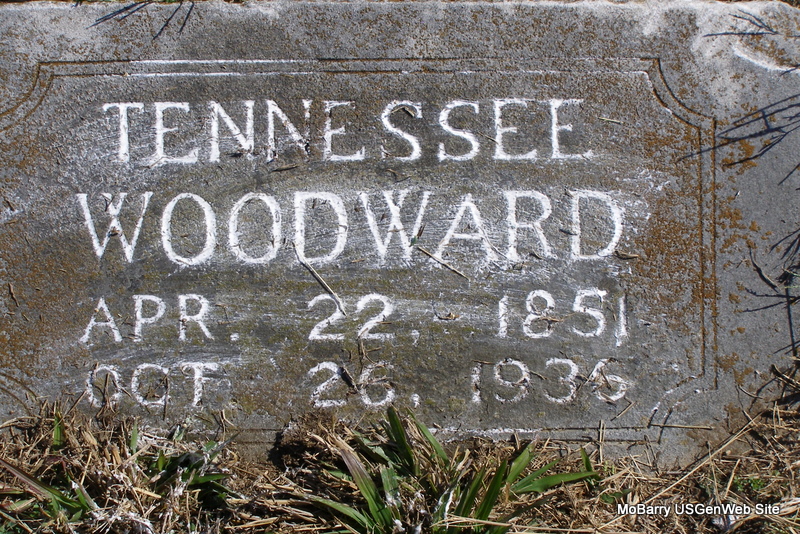 TENNESSEE
WOODWARD
APR. 22, 1851
OCT. 26, 1936
MoBarry USGenWeb Site